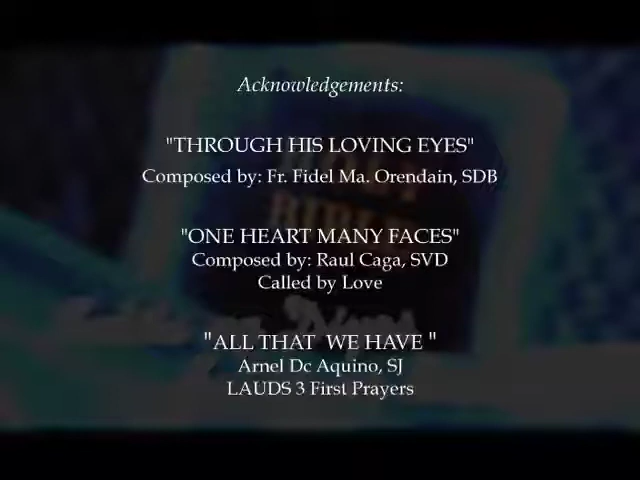 Acknowledgements:
"THROUGH HIS LOVING EYES"
Composed by: Fr. Fidel Ma. Orendain, SDB
"ONE HEART MANY FACES"
Composed by: Raul Caga, SVD
Called by Love
"ALL THAT WE HAVE "
Arnel Dc Aquino, SJ
LAUDS 3 First Prayers